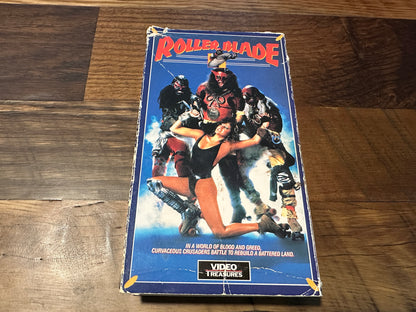 ROLLER BLADE
IN A WORLD OF BLOOD AND GREED,
CURVACEOUS CRUSADERS BATTLE TO REBUILD A BATTERED LAND.
VIDEO
TREASURES